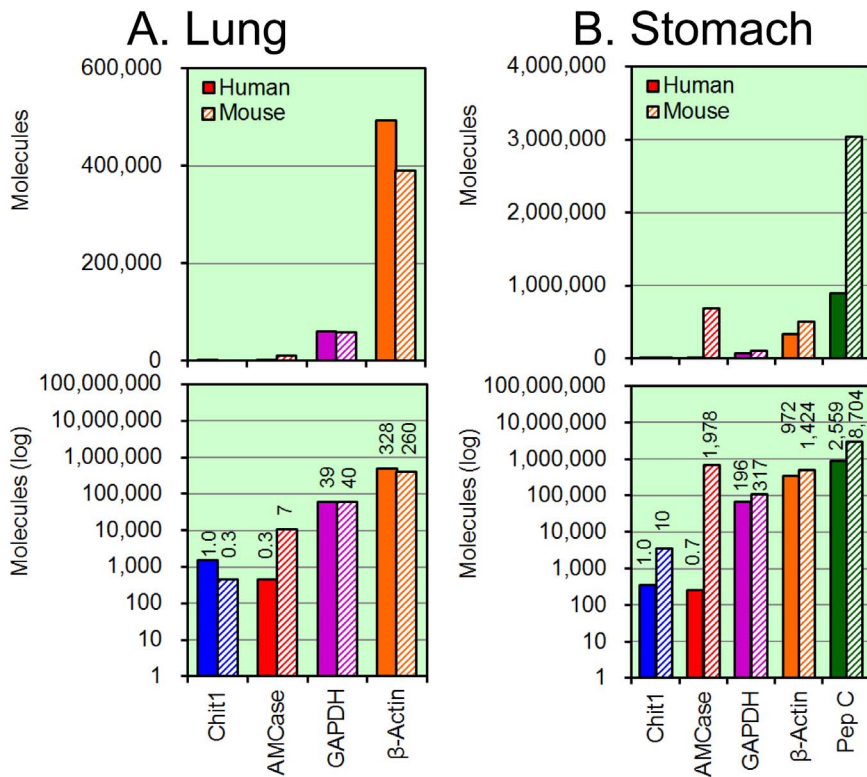 A. Lung
B. Stomach
600,000
400,000
200,000
0
Molecules
Human
Mouse
100,000,000
10,000,000
1,000,000
100,000
10,000
1,000
100
10
1
Molecules (log)
1.0
0.3
0.3
7
39
40
328
260
Chit1
AMCase
GAPDH
β-Actin
4,000,000
3,000,000
2,000,000
1,000,000
0
Molecules
Human
Mouse
100,000,000
10,000,000
1,000,000
100,000
10,000
1,000
100
10
1
Molecules (log)
1.0
10
0.7
1,978
196
317
972
1,424
2,559
8,704
Chit1
AMCase
GAPDH
β-Actin
Pep C